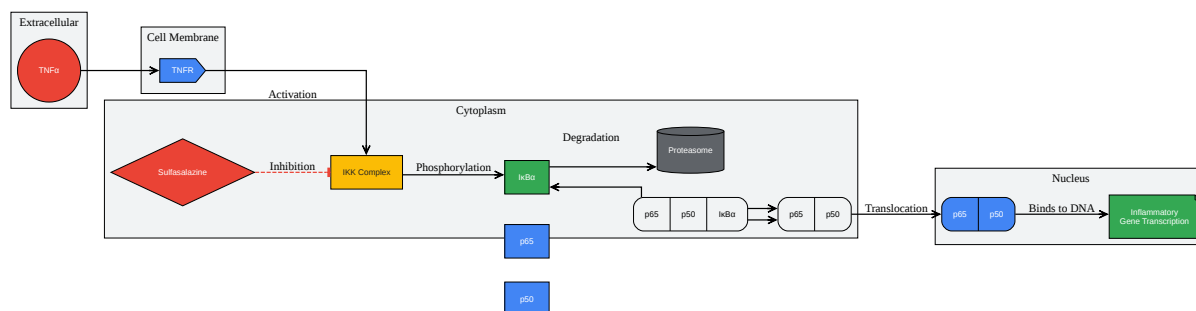 Extracellular
TNFα
Cell Membrane
TNFR
Activation
Cytoplasm
Sulfasalazine
Inhibition
IKK Complex
Phosphorylation
IκBα
Degradation
Proteasome
p65 p50 IκBα
p65 p50
Translocation
Nucleus
p65 p50
Binds to DNA
Inflammatory
Gene Transcription
p65
p50